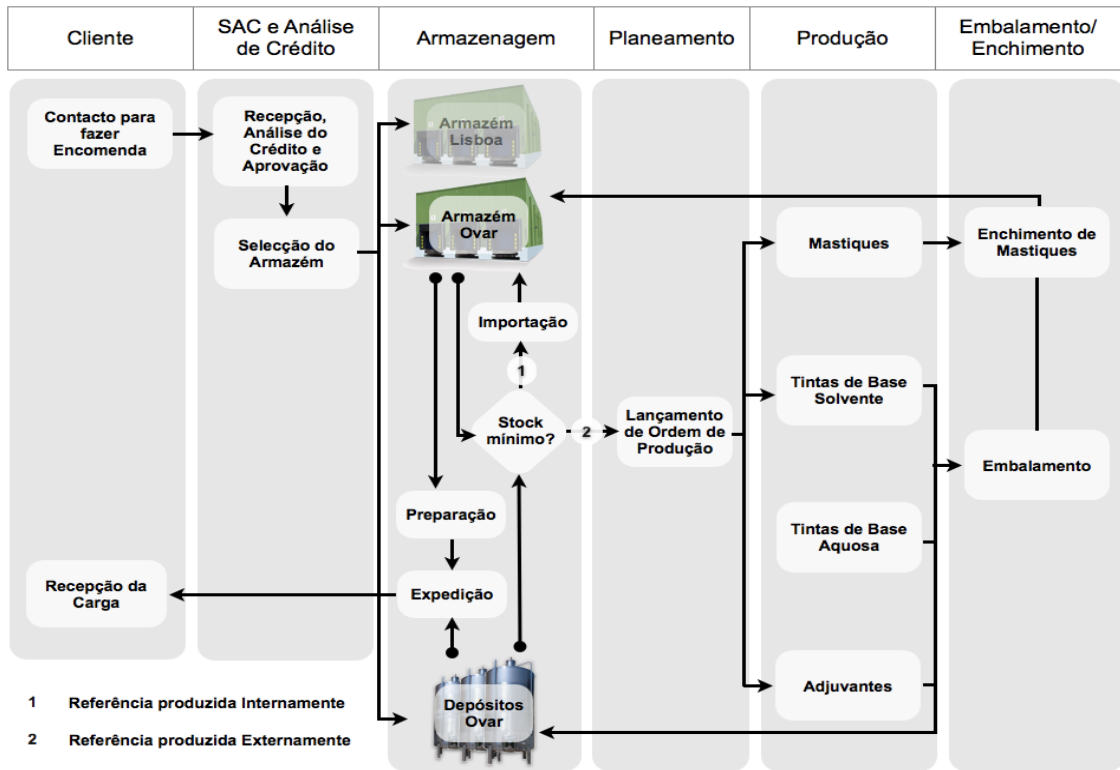 Cliente
SAC e Análise
de Crédito
Armazenagem
Planeamento
Produção
Embalamento/
Enchimento
Contacto para
fazer
Encomenda
Recepção,
Análise do
Crédito e
Aprovação
Selecção do
Armazém
Armazém
Lisboa
Armazém
Ovar
Importação
1
Stock
mínimo?
2
Preparação
Expedição
Depósitos
Ovar
Recepção da
Carga
Lançamento
de Ordem de
Produção
Mastiques
Tintas de Base
Solvente
Tintas de Base
Aquosa
Adjuvantes
Enchimento de
Mastiques
Embalamento
1 Referência produzida Internamente
2 Referência produzida Externamente